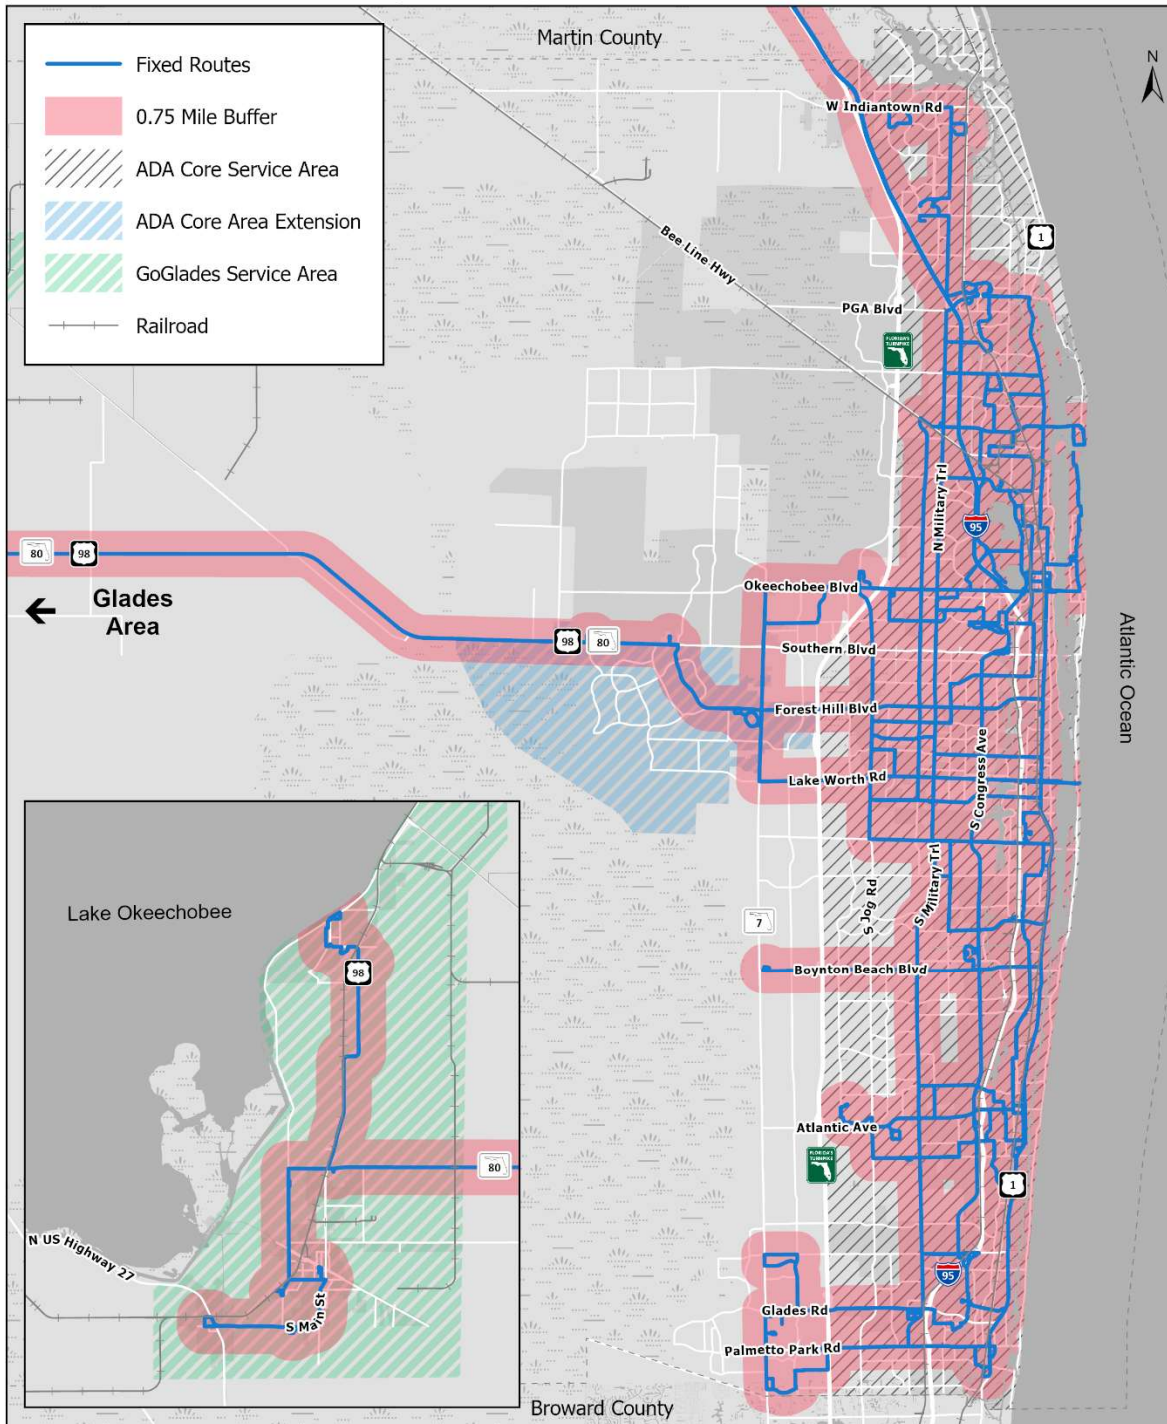 Martin County
N
Fixed Routes
0.75 Mile Buffer
ADA Core Service Area
ADA Core Area Extension
GoGlades Service Area
Railroad
W Indiantown Rd
1
Bee Line Hwy
PGA Blvd
FLORIDA'S
TURNPIKE
N Military Trl
95
80
98
Glades
Area
Okeechobee Blvd
98
80
Southern Blvd
Atlantic Ocean
Forest Hill Blvd
Lake Worth Rd
S Congress Ave
S Jog Rd
S Military Trl
7
Boynton Beach Blvd
Atlantic Ave
FLORIDA'S
TURNPIKE
1
95
Glades Rd
Palmetto Park Rd
Broward County
Lake Okeechobee
98
80
N US Highway 27
S Main St